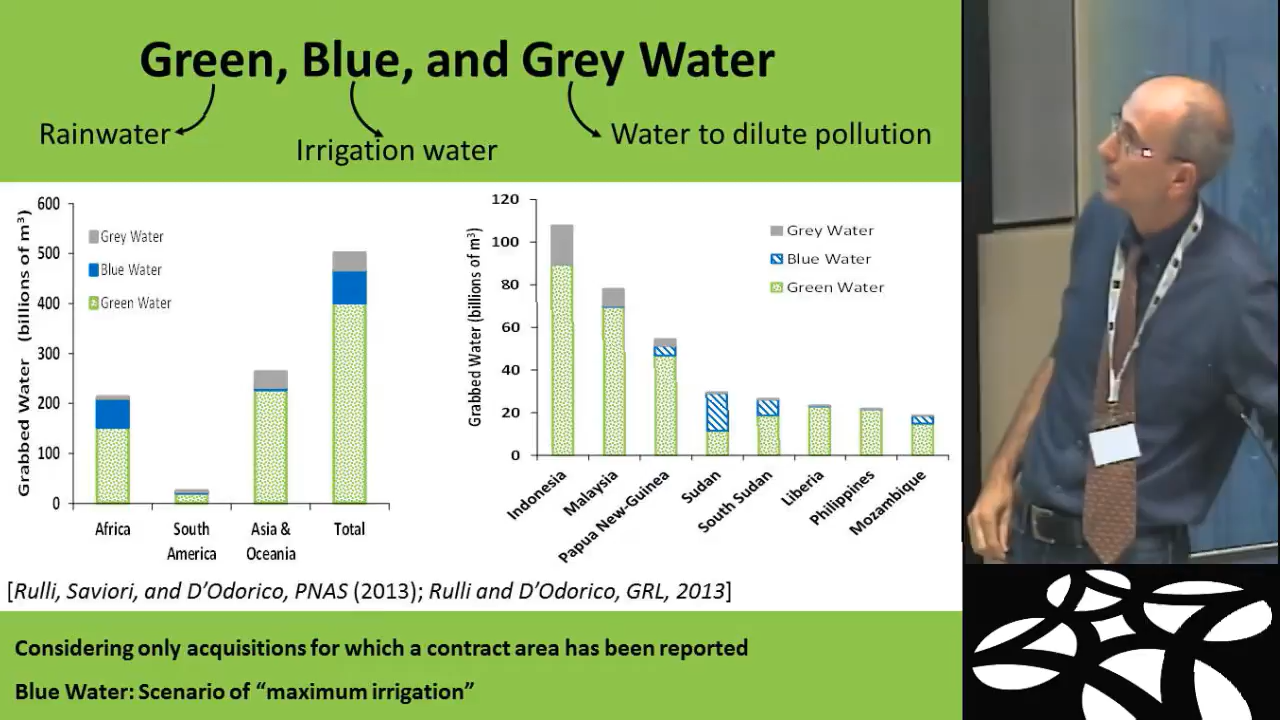 Green, Blue, and Grey Water
Rainwater
Irrigation water
Water to dilute pollution
Grabbed Water (billions of m³)
600
500
400
300
200
100
0
Grey Water
Blue Water
Green Water
Africa
South America
Asia & Oceania
Total
Grabbed Water (billions of m³)
120
100
80
60
40
20
0
Grey Water
Blue Water
Green Water
Indonesia
Malaysia
Papua New-Guinea
Sudan
South Sudan
Liberia
Philippines
Mozambique
[Rulli, Saviori, and D’Odorico, PNAS (2013); Rulli and D’Odorico, GRL, 2013]
Considering only acquisitions for which a contract area has been reported
Blue Water: Scenario of “maximum irrigation”